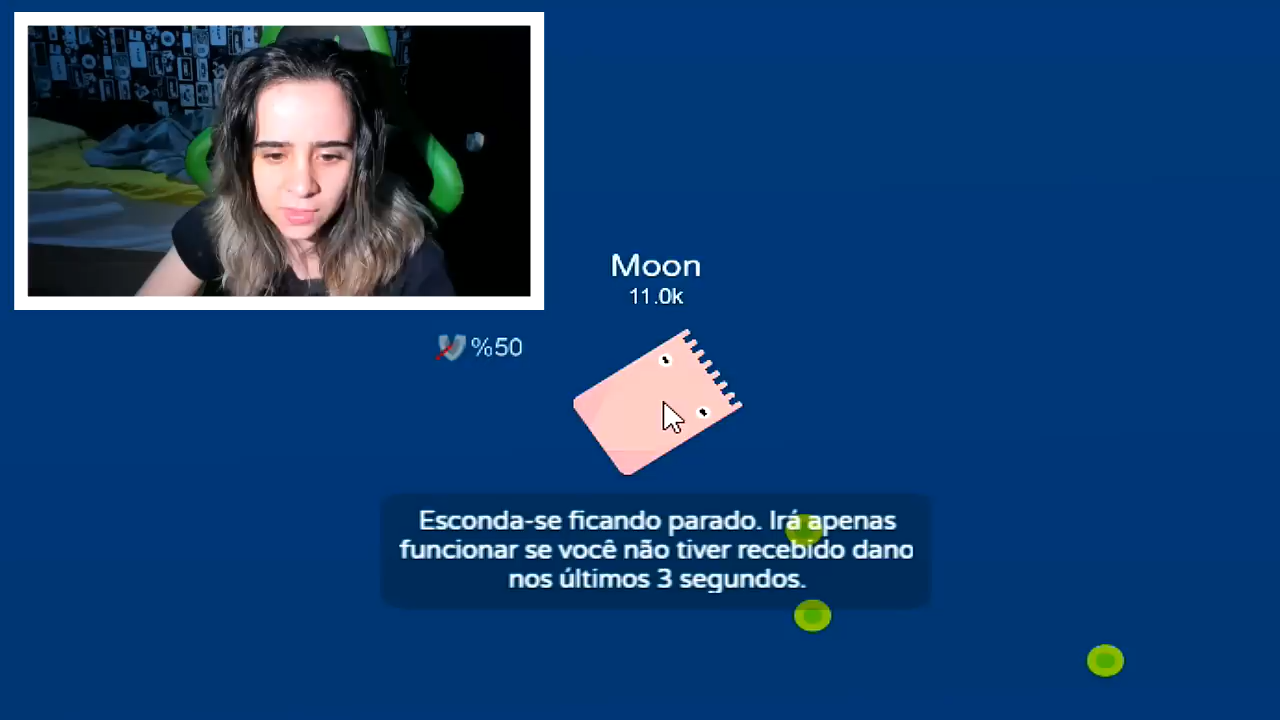 Moon
11.0k
%50
Esconda-se ficando parado. Irá apenas
funcionar se você não tiver recebido dano
nos últimos 3 segundos.